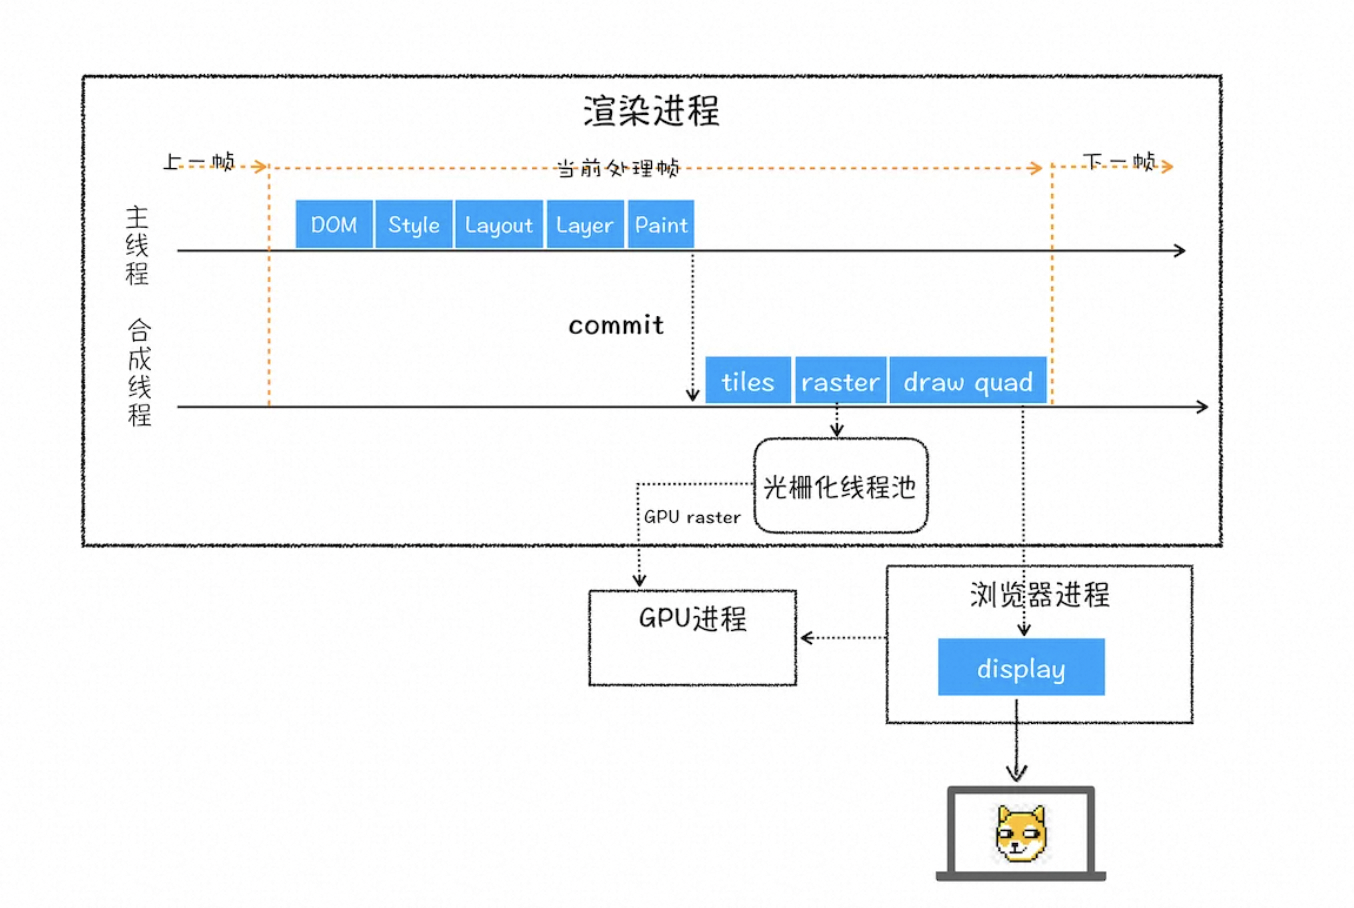 渲染进程
上一帧
当前处理帧
下一帧
主线程
DOM
Style
Layout
Layer
Paint
commit
合成线程
tiles
raster
draw quad
光栅化线程池
GPU raster
GPU进程
浏览器进程
display